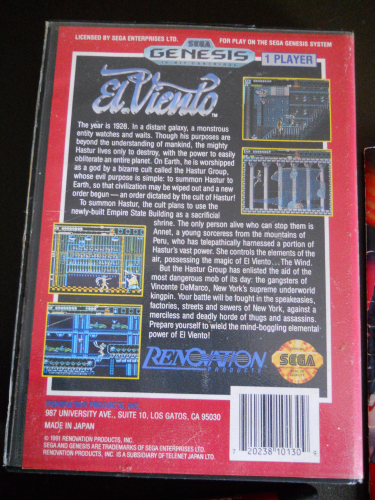 LICENSED BY SEGA ENTERPRISES LTD.
FOR PLAY ON THE SEGA GENESIS SYSTEM
SEGA
GENESIS
1 PLAYER
El.Viento
TM
The year is 1928. In a distant galaxy, a monstrous
entity watches and waits. Though his purposes are
beyond the understanding of mankind, the mighty
Hastur lives only to destroy, with the power to easily
obliterate an entire planet. On Earth, he is worshipped
as a god by a bizarre cult called the Hastur Group,
whose evil purpose is simple: to summon Hastur to
Earth, so that civilization may be wiped out and a new
order begun — an order dictated by the cult of Hastur!
To summon Hastur, the cult plans to use the
newly-built Empire State Building as a sacrificial
shrine. The only person alive who can stop them is
Annet, a young sorceress from the mountains of
Peru, who has telepathically harnessed a portion of
Hastur's vast power. She controls the elements of the
air, possessing the magic of El Viento...The Wind.
But the Hastur Group has enlisted the aid of the
most dangerous mob of its day: the gangsters of
Vincente DeMarco, New York's supreme underworld
kingpin. Your battle will be fought in the speakeasies,
factories, streets and sewers of New York, against a
merciless and deadly horde of thugs and assassins.
Prepare yourself to wield the mind-boggling elemental
power of El Viento!
RENOVATION
PRODUCTS
SEGA
RENOVATION PRODUCTS, INC.
987 UNIVERSITY AVE., SUITE 10, LOS GATOS, CA 95030
MADE IN JAPAN
© 1991 RENOVATION PRODUCTS, INC.
SEGA AND GENESIS ARE TRADEMARKS OF SEGA ENTERPRISES LTD.
RENOVATION PRODUCTS, INC. IS A SUBSIDIARY OF TELENET JAPAN LTD.
7 20238 10130